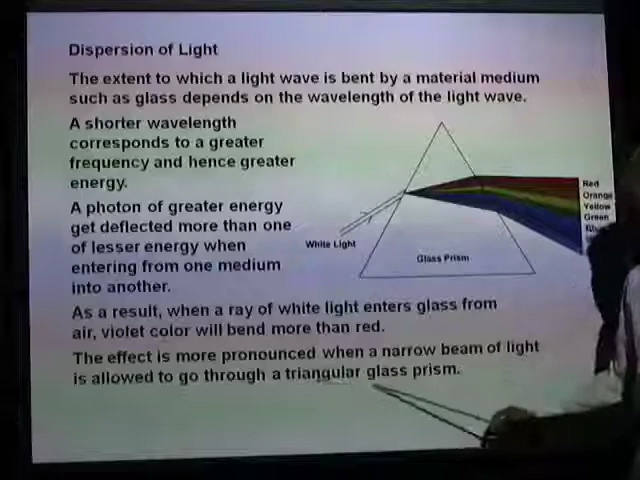 Dispersion of Light
The extent to which a light wave is bent by a material medium
such as glass depends on the wavelength of the light wave.
A shorter wavelength
corresponds to a greater
frequency and hence greater
energy.
A photon of greater energy
get deflected more than one
of lesser energy when
entering from one medium
into another.
White Light
Glass Prism
Red
Orange
Yellow
Green
As a result, when a ray of white light enters glass from
air, violet color will bend more than red.
The effect is more pronounced when a narrow beam of light
is allowed to go through a triangular glass prism.